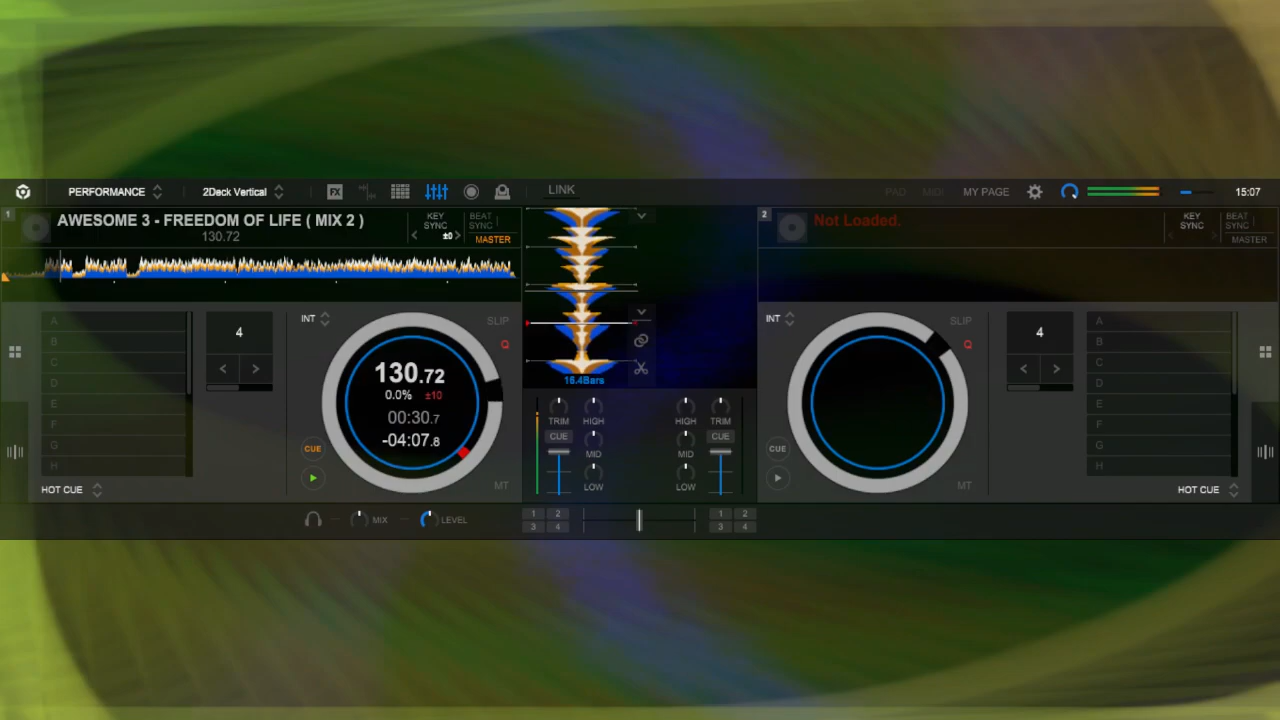 PERFORMANCE 2Deck Vertical FX LINK PAD MIDI MY PAGE 15:07
1 AWESOME 3 - FREEDOM OF LIFE ( MIX 2 ) KEY SYNC BEAT SYNC
130.72 < ±0 > MASTER
2 Not Loaded. KEY SYNC BEAT SYNC
< > MASTER
A
B
C
D
E
F
G
H
HOT CUE
4
< >
INT SLIP
Q
130.72
0.0% ±10
00:30.7
-04:07.8
CUE
MT
16.4Bars
TRIM HIGH HIGH TRIM
CUE MID MID CUE
LOW LOW
INT SLIP
Q
CUE
MT
4
< >
A
B
C
D
E
F
G
H
HOT CUE
MIX LEVEL
1 2 1 2
3 4 3 4